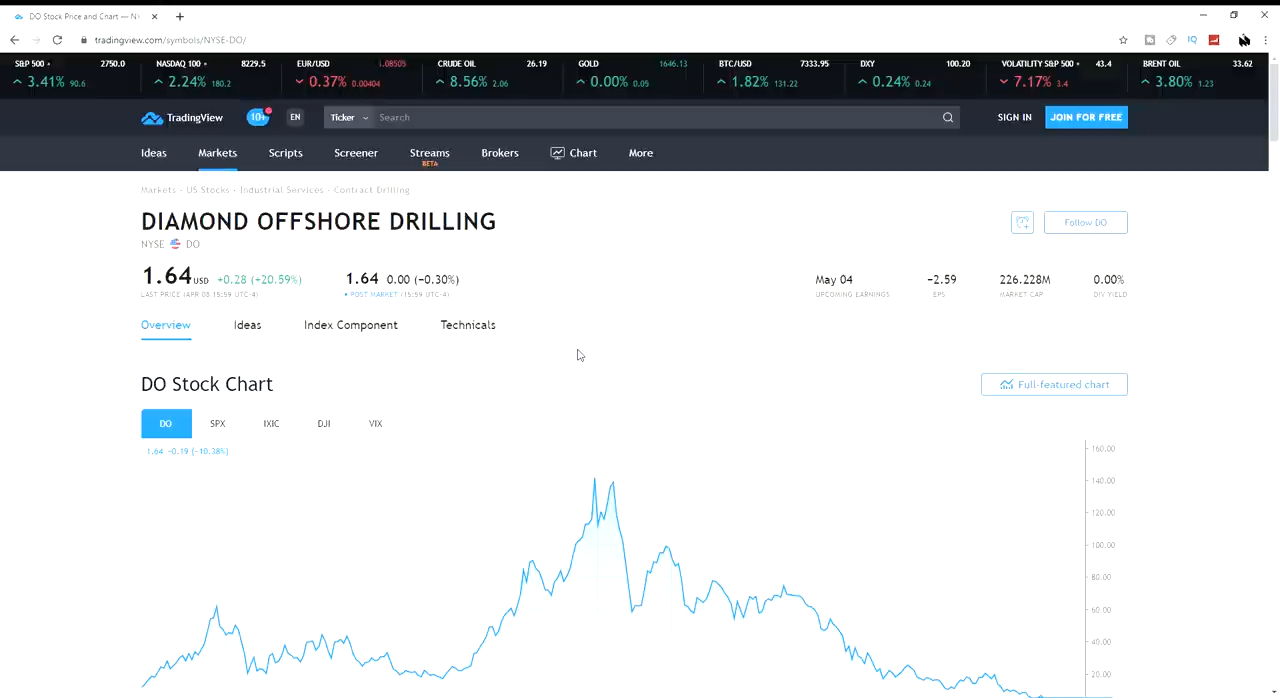 DO Stock Price and Chart — N
tradingview.com/symbols/NYSE-DO/
IQ
S&P 500 2750.0
3.41% 90.6
NASDAQ 100 8229.5
2.24% 180.2
EUR/USD 1.08505
0.37% 0.00404
CRUDE OIL 26.19
8.56% 2.06
GOLD 1646.13
0.00% 0.05
BTC/USD 7333.95
1.82% 131.22
DXY 100.20
0.24% 0.24
VOLATILITY S&P 500 43.4
7.17% 3.4
BRENT OIL 33.62
3.80% 1.23
TradingView 10+ EN Ticker Search SIGN IN JOIN FOR FREE
Ideas Markets Scripts Screener Streams Brokers Chart More
BETA
Markets · US Stocks · Industrial Services · Contract Drilling
DIAMOND OFFSHORE DRILLING
Follow DO
NYSE DO
1.64 USD +0.28 (+20.59%) 1.64 0.00 (−0.30%)
LAST PRICE (APR 08 15:59 UTC-4) POST MARKET (15:59 UTC-4)
May 04 −2.59 226.228M 0.00%
UPCOMING EARNINGS EPS MARKET CAP DIV YIELD
Overview Ideas Index Component Technicals
DO Stock Chart
Full-featured chart
DO SPX IXIC DJI VIX
1.64 −0.19 (−10.38%)
160.00
140.00
120.00
100.00
80.00
60.00
40.00
20.00